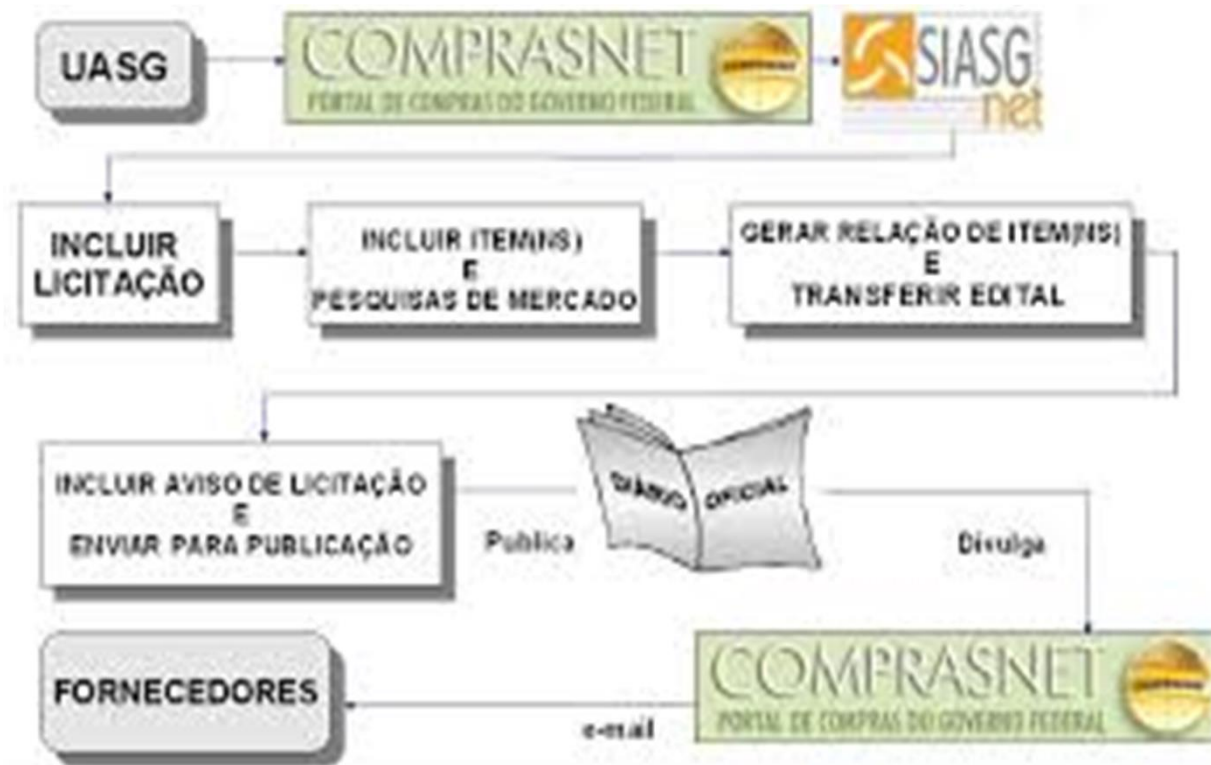 UASG
COMPRASNET
PORTAL DE COMPRAS DO GOVERNO FEDERAL
SIASG
net
INCLUIR
LICITAÇÃO
INCLUIR ITEM(NS)
E
PESQUISAS DE MERCADO
GERAR RELAÇÃO DE ITEM(NS)
E
TRANSFERIR EDITAL
INCLUIR AVISO DE LICITAÇÃO
E
ENVIAR PARA PUBLICAÇÃO
Publica
DIÁRIO OFICIAL
Divulga
FORNECEDORES
e-mail
COMPRASNET
PORTAL DE COMPRAS DO GOVERNO FEDERAL